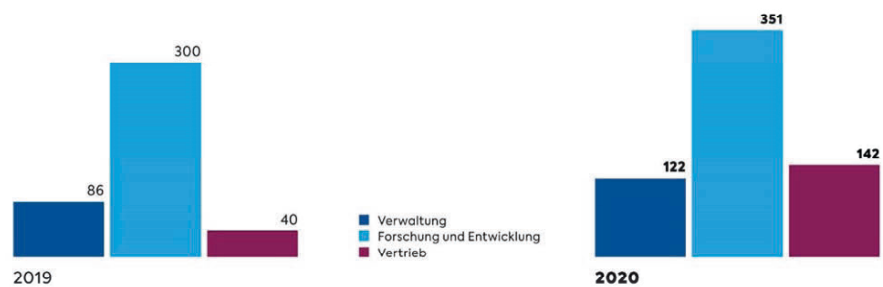 300
86
40
2019
Verwaltung
Forschung und Entwicklung
Vertrieb
351
122
142
2020